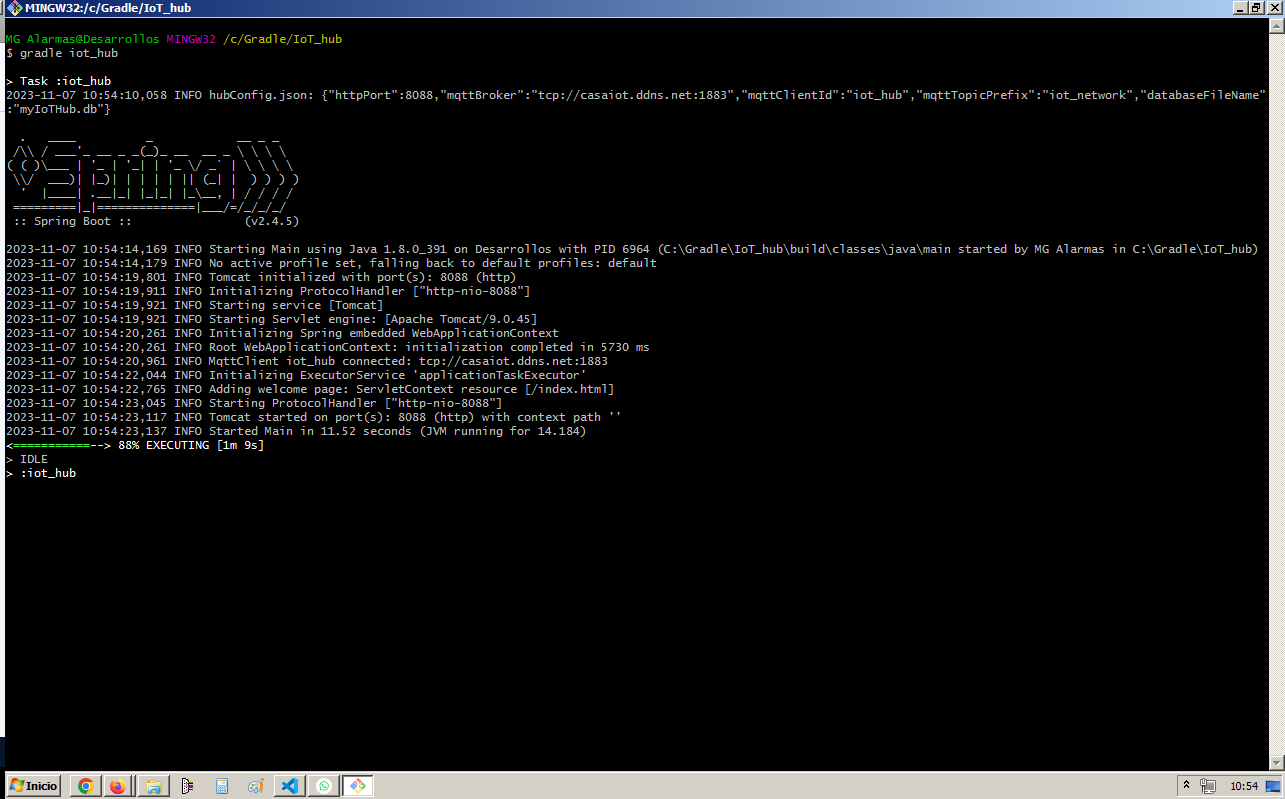 MINGW32:/c/Gradle/IoT_hub
MG Alarmas@Desarrollos MINGW32 /c/Gradle/IoT_hub
$ gradle iot_hub
> Task :iot_hub
2023-11-07 10:54:10,058 INFO hubConfig.json: {"httpPort":8088,"mqttBroker":"tcp://casaiot.ddns.net:1883","mqttClientId":"iot_hub","mqttTopicPrefix":"iot_network","databaseFileName"
:"myIoTHub.db"}
  .   ____          _            __ _ _
 /\\ / ___'_ __ _ _(_)_ __  __ _ \ \ \ \
( ( )\___ | '_ | '_| | '_ \/ _` | \ \ \ \
 \\/  ___)| |_)| | | | | || (_| |  ) ) ) )
  '  |____| .__|_| |_|_| |_\__, | / / / /
 =========|_|==============|___/=/_/_/_/
 :: Spring Boot ::                (v2.4.5)
2023-11-07 10:54:14,169 INFO Starting Main using Java 1.8.0_391 on Desarrollos with PID 6964 (C:\Gradle\IoT_hub\build\classes\java\main started by MG Alarmas in C:\Gradle\IoT_hub)
2023-11-07 10:54:14,179 INFO No active profile set, falling back to default profiles: default
2023-11-07 10:54:19,801 INFO Tomcat initialized with port(s): 8088 (http)
2023-11-07 10:54:19,911 INFO Initializing ProtocolHandler ["http-nio-8088"]
2023-11-07 10:54:19,921 INFO Starting service [Tomcat]
2023-11-07 10:54:19,921 INFO Starting Servlet engine: [Apache Tomcat/9.0.45]
2023-11-07 10:54:20,261 INFO Initializing Spring embedded WebApplicationContext
2023-11-07 10:54:20,261 INFO Root WebApplicationContext: initialization completed in 5730 ms
2023-11-07 10:54:20,961 INFO MqttClient iot_hub connected: tcp://casaiot.ddns.net:1883
2023-11-07 10:54:22,044 INFO Initializing ExecutorService 'applicationTaskExecutor'
2023-11-07 10:54:22,765 INFO Adding welcome page: ServletContext resource [/index.html]
2023-11-07 10:54:23,045 INFO Starting ProtocolHandler ["http-nio-8088"]
2023-11-07 10:54:23,117 INFO Tomcat started on port(s): 8088 (http) with context path ''
2023-11-07 10:54:23,137 INFO Started Main in 11.52 seconds (JVM running for 14.184)
<===========--> 88% EXECUTING [1m 9s]
> IDLE
> :iot_hub
Inicio
10:54